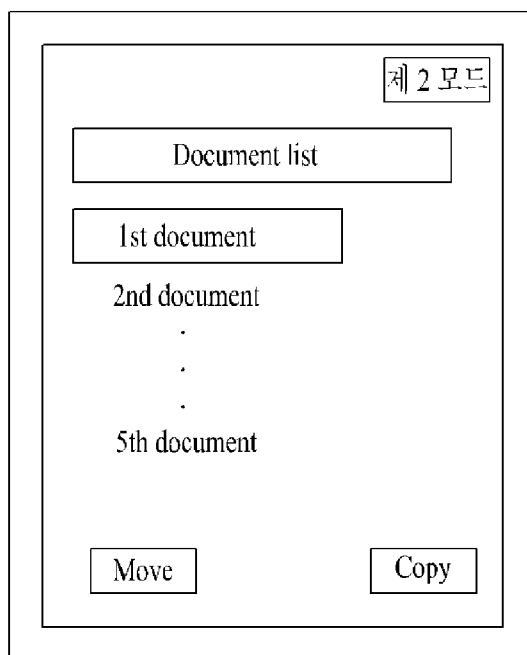 제 2 모드
Document list
1st document
2nd document
.
.
.
5th document
Move
Copy